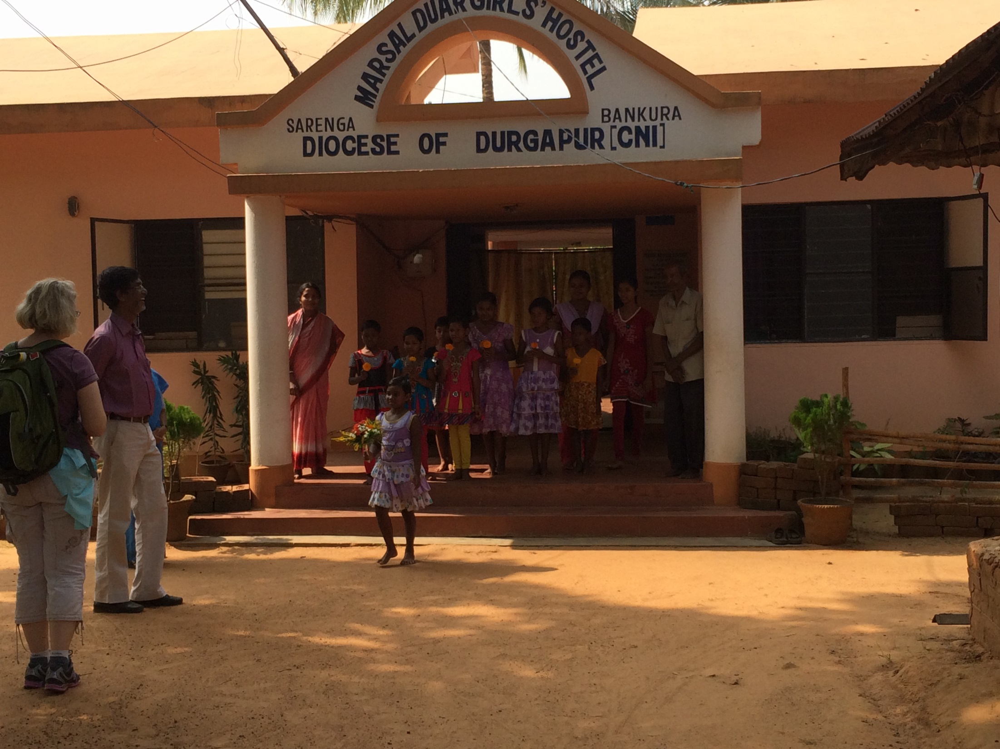 MARSAL DUAR GIRLS' HOSTEL
SARENGA BANKURA
DIOCESE OF DURGAPUR [CNI]